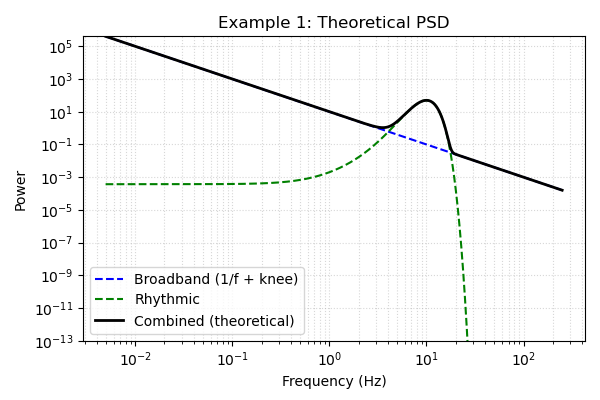 Example 1: Theoretical PSD
Power
10^5
10^3
10^1
10^-1
10^-3
10^-5
10^-7
10^-9
10^-11
10^-13
Broadband (1/f + knee)
Rhythmic
Combined (theoretical)
10^-2
10^-1
10^0
10^1
10^2
Frequency (Hz)